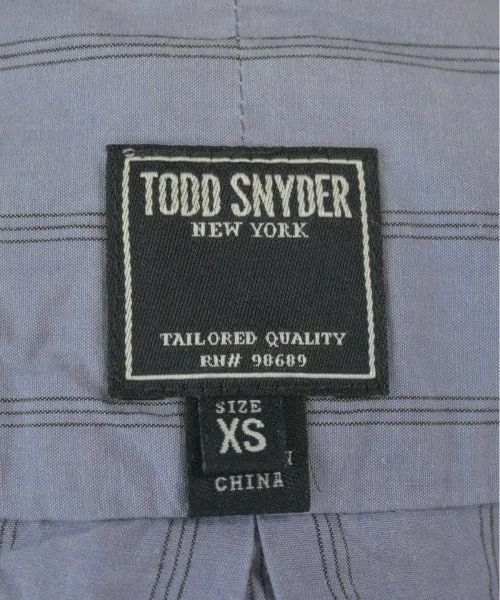 TODD SNYDER
NEW YORK
TAILORED QUALITY
RN# 98689
SIZE
XS
CHINA